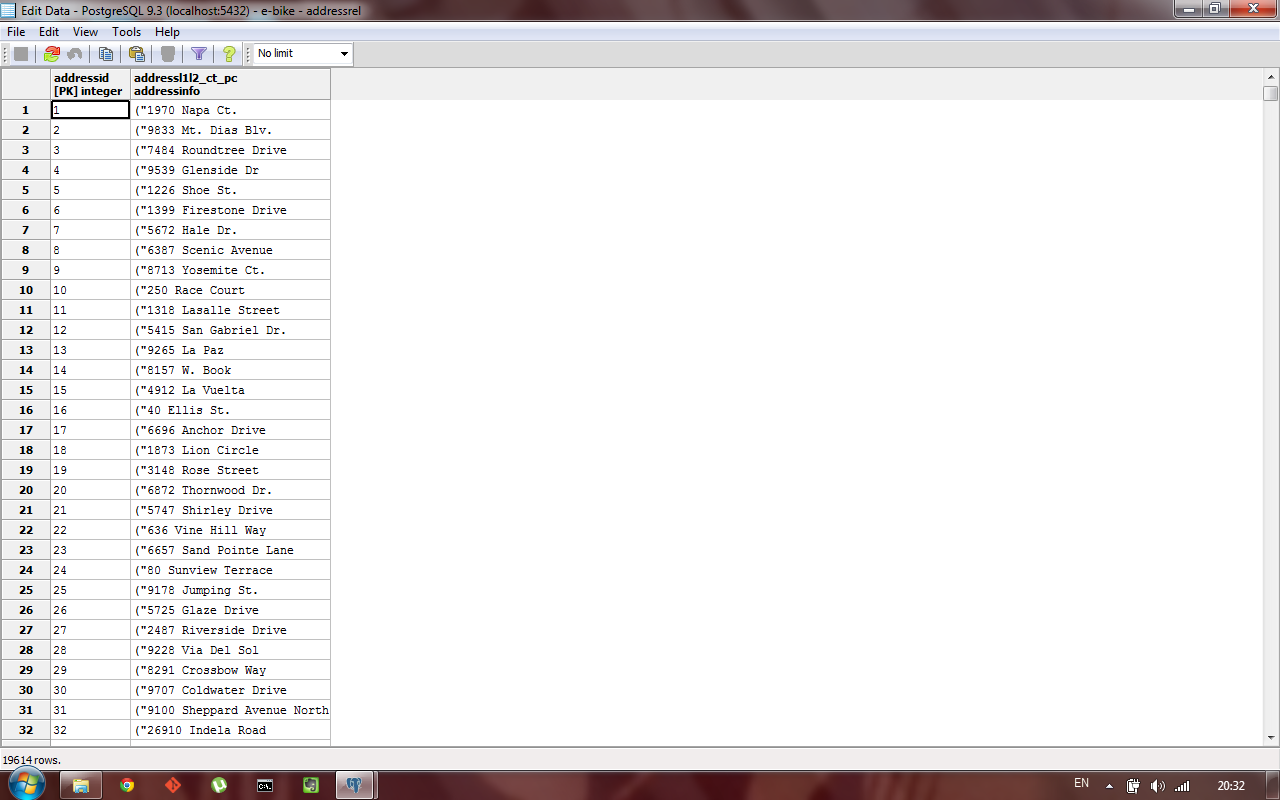 Edit Data - PostgreSQL 9.3 (localhost:5432) - e-bike - addressrel
File Edit View Tools Help
No limit
addressid addressl1l2_ct_pc
[PK] integer addressinfo
1 1 ("1970 Napa Ct.
2 2 ("9833 Mt. Dias Blv.
3 3 ("7484 Roundtree Drive
4 4 ("9539 Glenside Dr
5 5 ("1226 Shoe St.
6 6 ("1399 Firestone Drive
7 7 ("5672 Hale Dr.
8 8 ("6387 Scenic Avenue
9 9 ("8713 Yosemite Ct.
10 10 ("250 Race Court
11 11 ("1318 Lasalle Street
12 12 ("5415 San Gabriel Dr.
13 13 ("9265 La Paz
14 14 ("8157 W. Book
15 15 ("4912 La Vuelta
16 16 ("40 Ellis St.
17 17 ("6696 Anchor Drive
18 18 ("1873 Lion Circle
19 19 ("3148 Rose Street
20 20 ("6872 Thornwood Dr.
21 21 ("5747 Shirley Drive
22 22 ("636 Vine Hill Way
23 23 ("6657 Sand Pointe Lane
24 24 ("80 Sunview Terrace
25 25 ("9178 Jumping St.
26 26 ("5725 Glaze Drive
27 27 ("2487 Riverside Drive
28 28 ("9228 Via Del Sol
29 29 ("8291 Crossbow Way
30 30 ("9707 Coldwater Drive
31 31 ("9100 Sheppard Avenue North
32 32 ("26910 Indela Road
19614 rows.
C:\.
EN 20:32